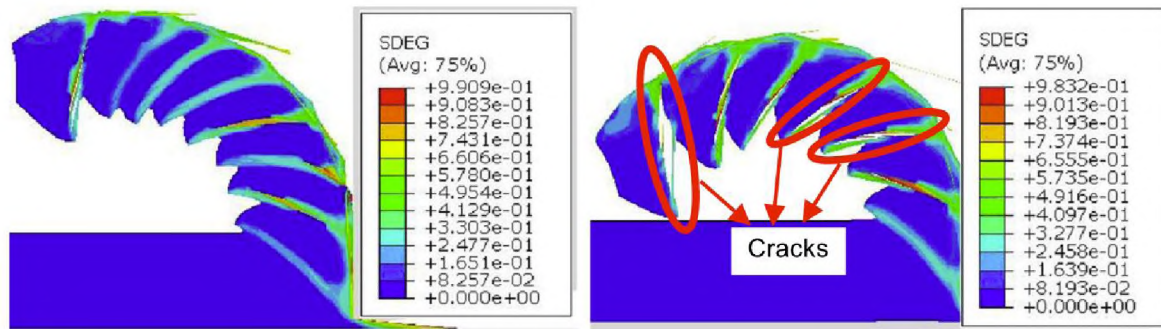 SDEG
(Avg: 75%)
+9.909e-01
+9.083e-01
+8.257e-01
+7.431e-01
+6.606e-01
+5.780e-01
+4.954e-01
+4.129e-01
+3.303e-01
+2.477e-01
+1.651e-01
+8.257e-02
+0.000e+00
SDEG
(Avg: 75%)
+9.832e-01
+9.013e-01
+8.193e-01
+7.374e-01
+6.555e-01
+5.735e-01
+4.916e-01
+4.097e-01
+3.277e-01
+2.458e-01
+1.639e-01
+8.193e-02
+0.000e+00
Cracks